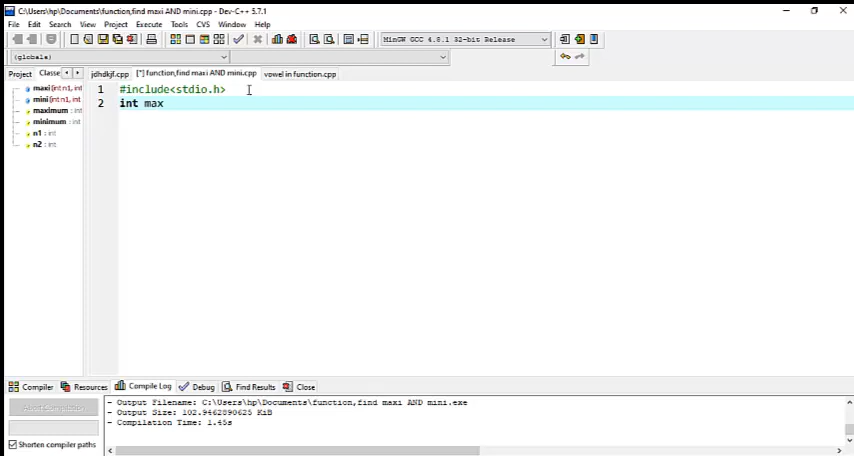 C:\Users\hp\Documents\function,find maxi AND mini.cpp - Dev-C++ 5.7.1
File Edit Search View Project Execute Tools CVS Window Help
MinGW GCC 4.8.1 32-bit Release
(globals)
Project Classe jdhdkjf.cpp [*] function,find maxi AND mini.cpp vowel in function.cpp
maxi (int n1, int
mini (int n1, int
maximum : int
minimum : int
n1 : int
n2 : int
1 #include<stdio.h>
2 int max
Compiler Resources Compile Log Debug Find Results Close
Abort Compilation
Shorten compiler paths
- Output Filename: C:\Users\hp\Documents\function,find maxi AND mini.exe
- Output Size: 102.9462890625 KiB
- Compilation Time: 1.45s